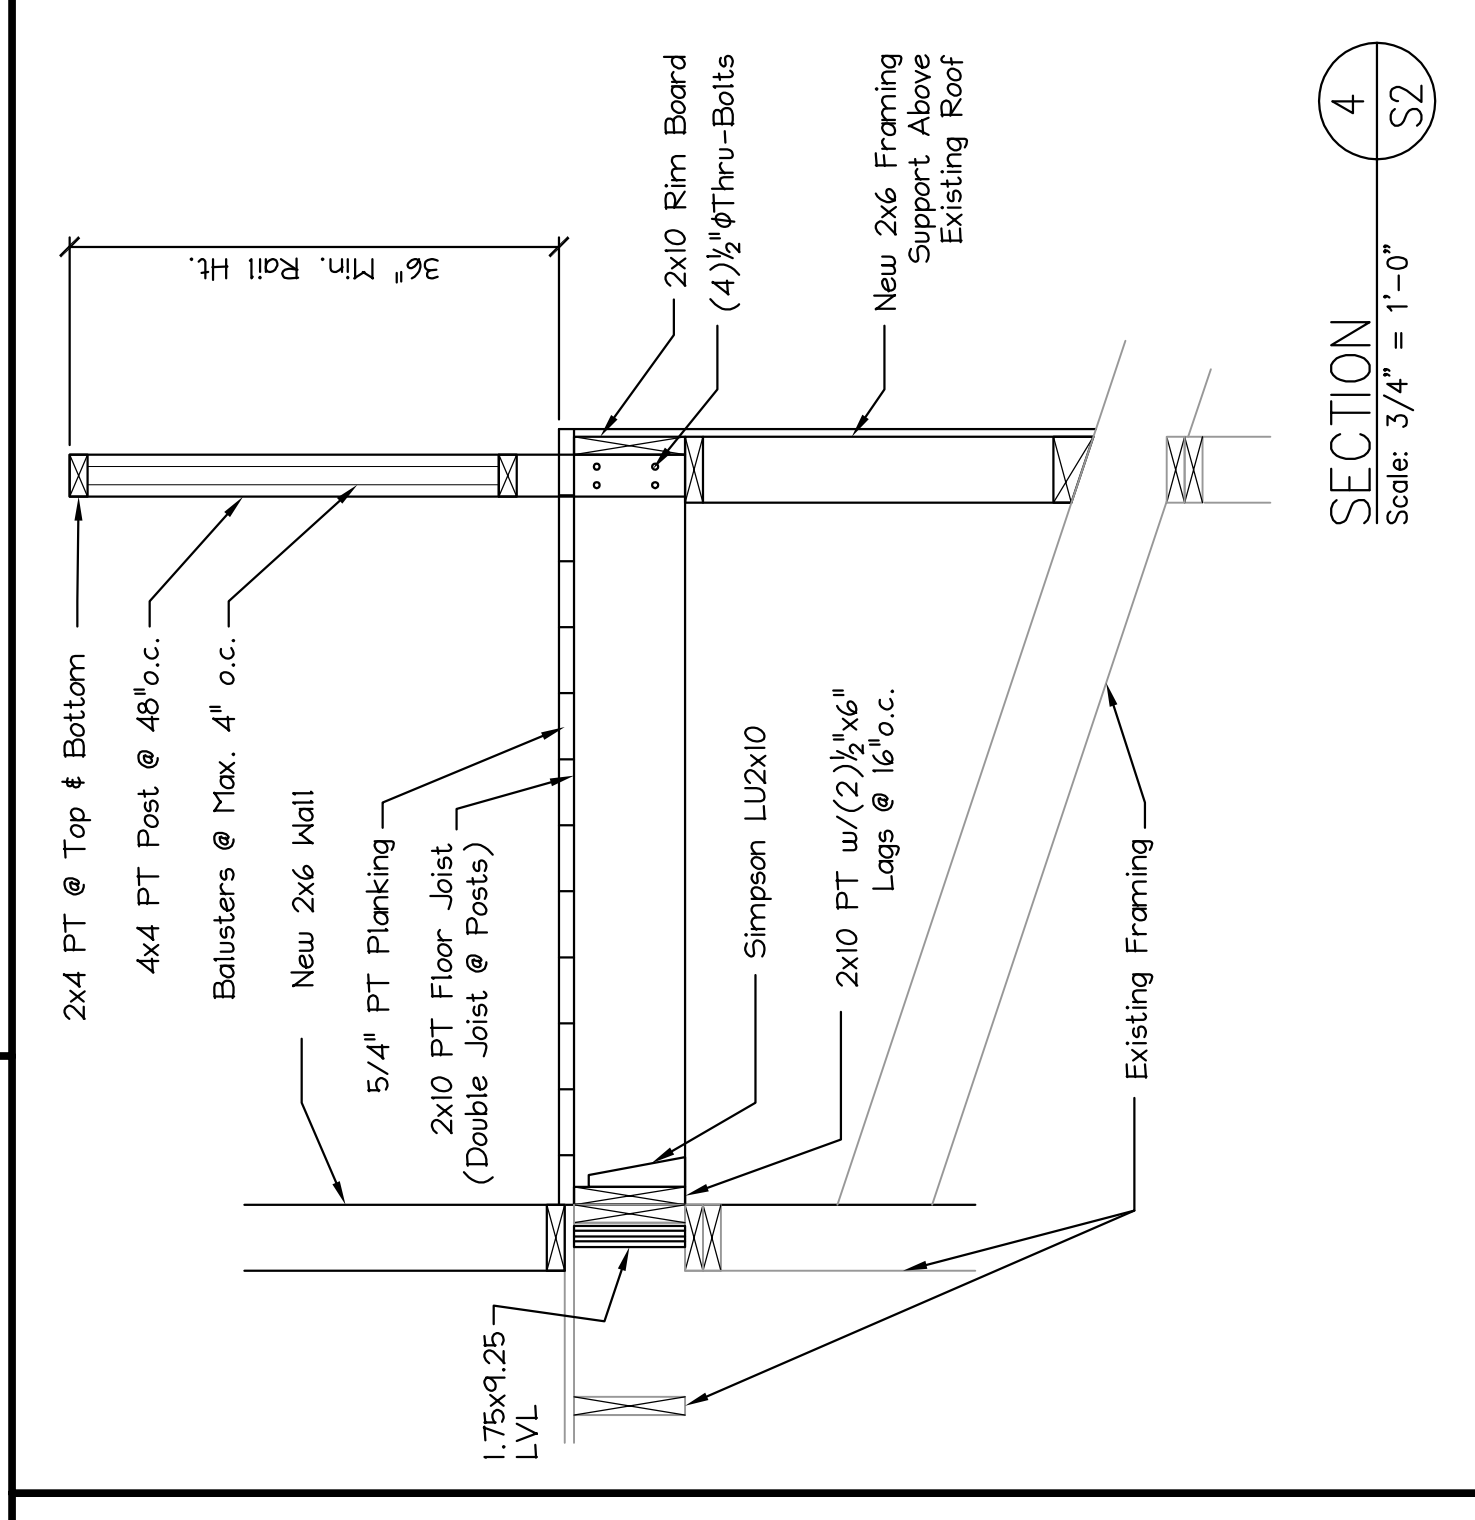 2x4 PT @ Top & Bottom
4x4 PT Post @ 48"o.c.
Balusters @ Max. 4" o.c.
New 2x6 Wall
5/4" PT Planking
2x10 PT Floor Joist
(Double Joist @ Posts)
1.75x9.25
LVL
Simpson LU2x10
2x10 PT w/(2)½"x6"
Lags @ 16"o.c.
Existing Framing
36" Min. Rail Ht.
2x10 Rim Board
(4)½"ϕThru-Bolts
New 2x6 Framing
Support Above
Existing Roof
SECTION
Scale: 3/4" = 1'-0"
4
S2